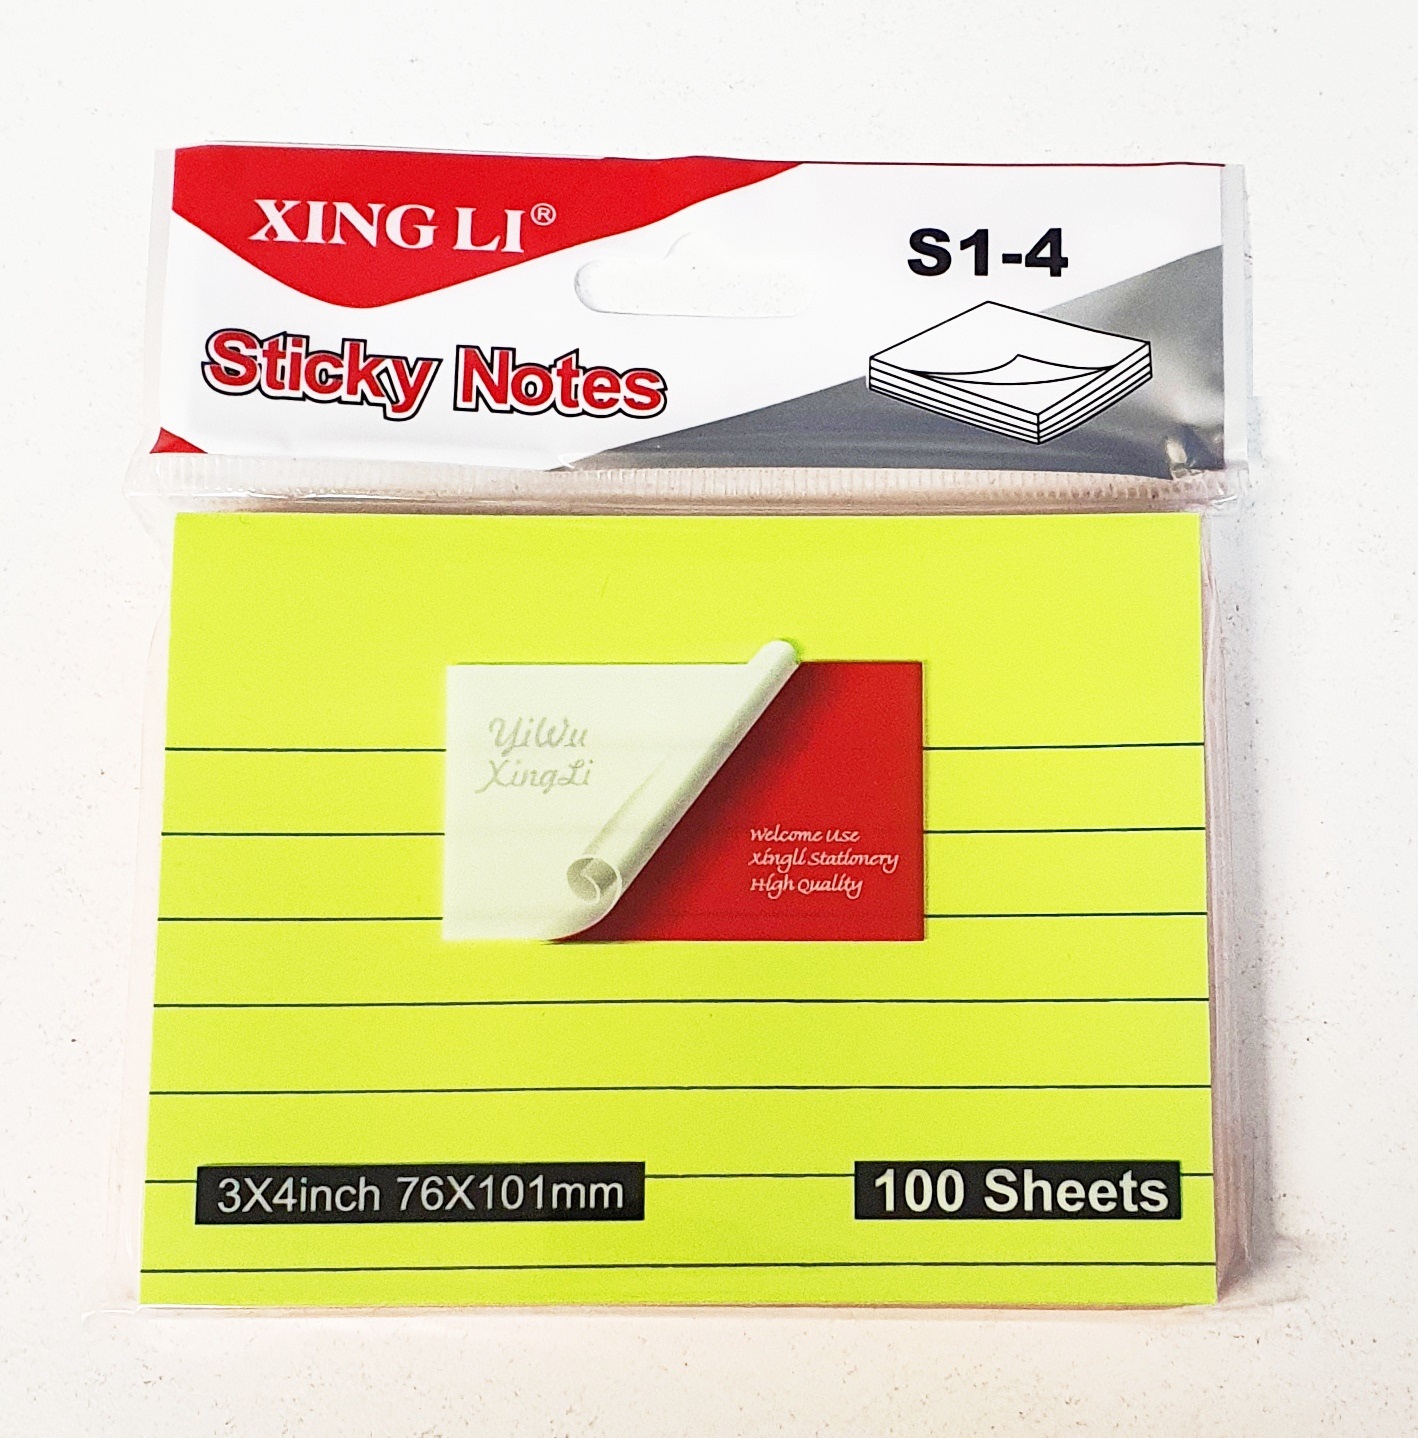 XING LI®
S1-4
Sticky Notes
YiWu
XingLi
Welcome Use
Xingli Stationery
High Quality
3X4inch 76X101mm
100 Sheets